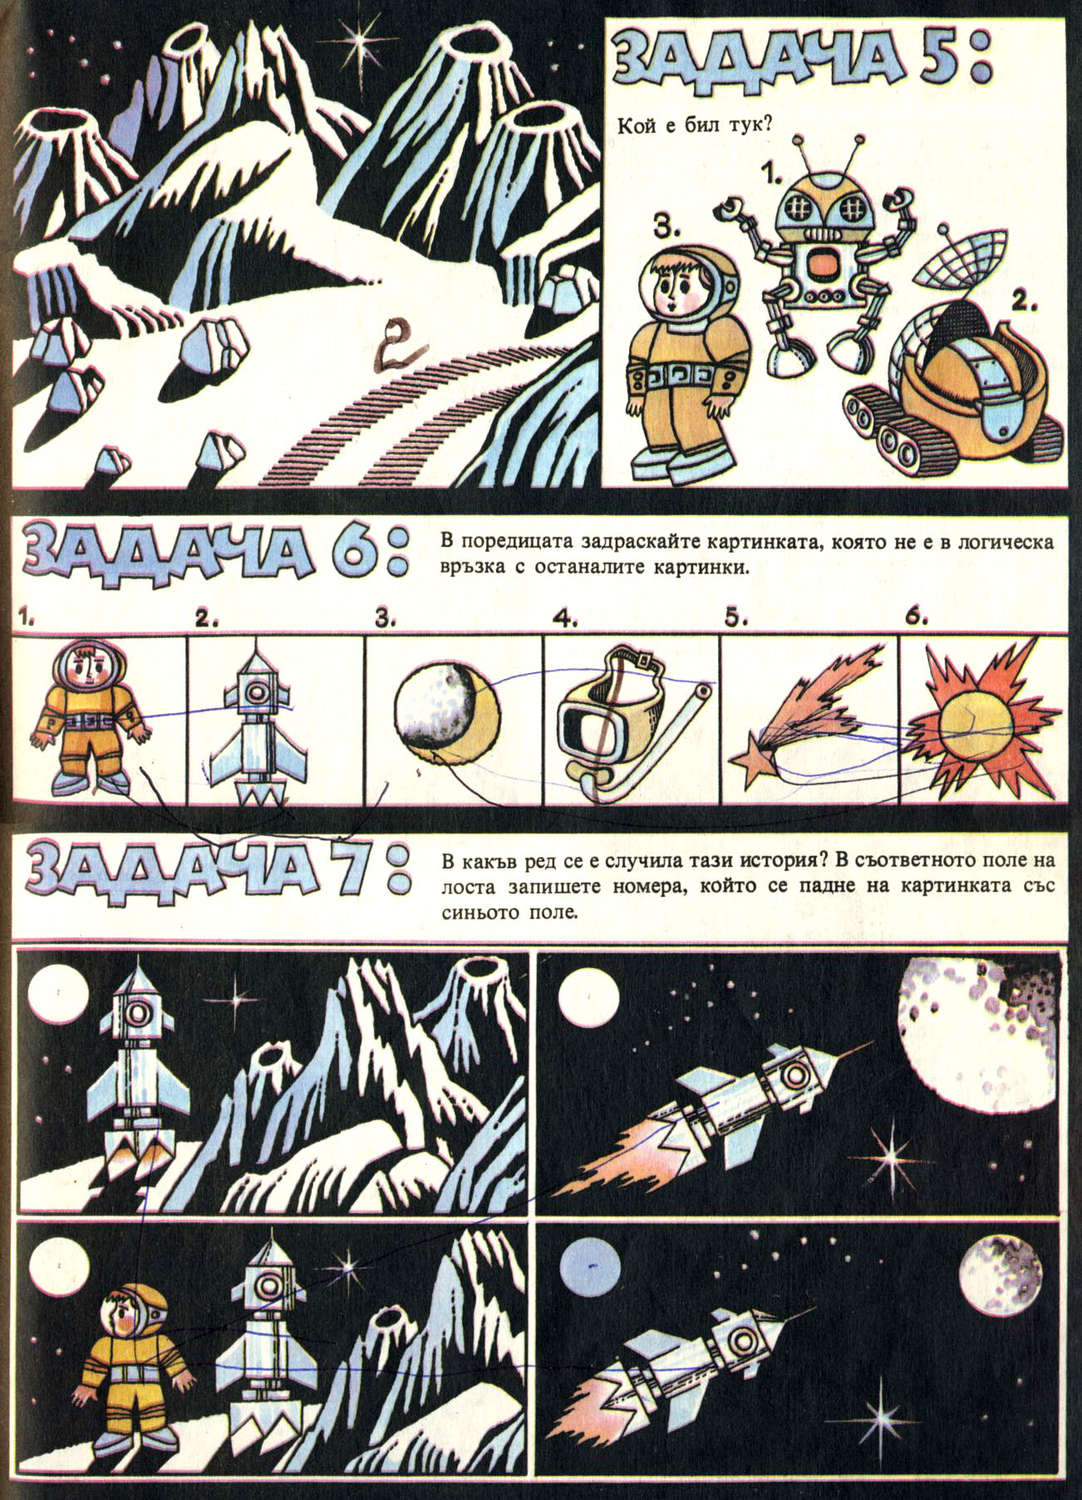 ЗАДАЧА 5:
Кой е бил тук?
1.
3.
2.
2
ЗАДАЧА 6:
В поредицата задраскайте картинката, която не е в логическа
връзка с останалите картинки.
1. 2. 3. 4. 5. 6.
ЗАДАЧА 7:
В какъв ред се е случила тази история? В съответното поле на
лоста запишете номера, който се падне на картинката със
синьото поле.